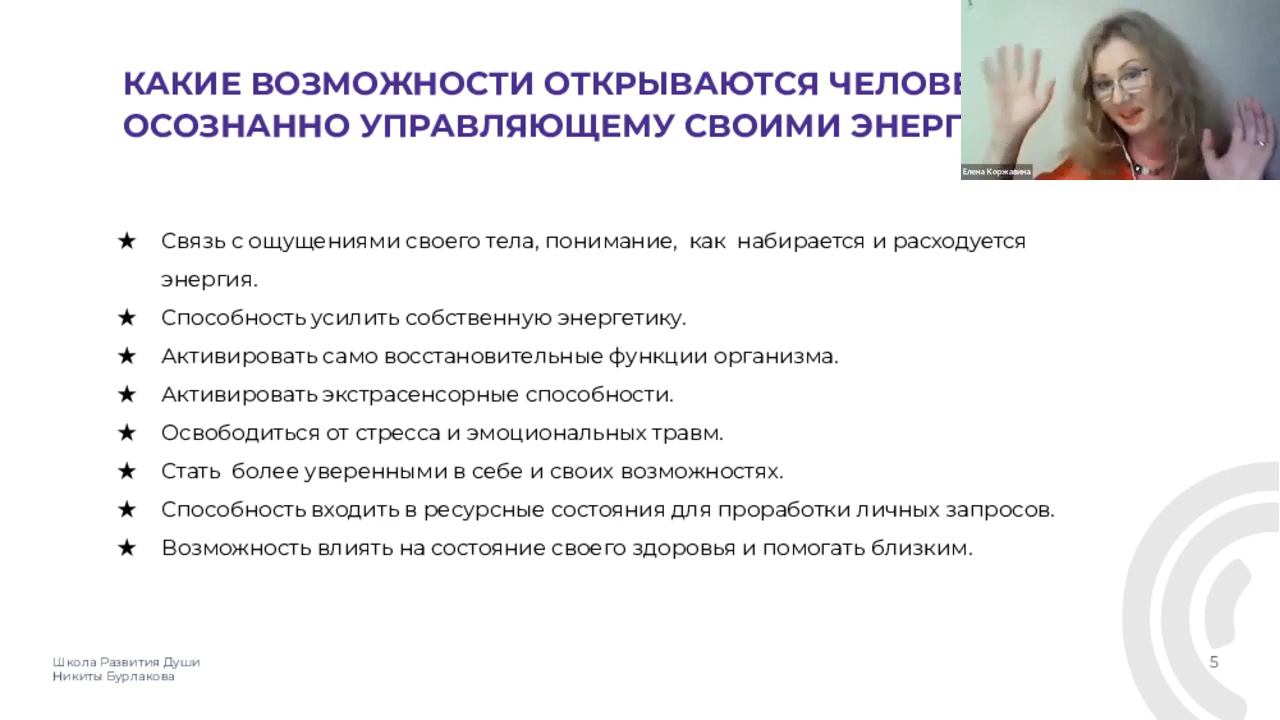 КАКИЕ ВОЗМОЖНОСТИ ОТКРЫВАЮТСЯ
ОСОЗНАННО УПРАВЛЯЮЩЕМУ СВОИМИ
Елена Коржавина
★ Связь с ощущениями своего тела, понимание, как набирается и расходуется
энергия.
★ Способность усилить собственную энергетику.
★ Активировать само восстановительные функции организма.
★ Активировать экстрасенсорные способности.
★ Освободиться от стресса и эмоциональных травм.
★ Стать более уверенными в себе и своих возможностях.
★ Способность входить в ресурсные состояния для проработки личных запросов.
★ Возможность влиять на состояние своего здоровья и помогать близким.
Школа Развития Души
Никиты Бурлакова
5